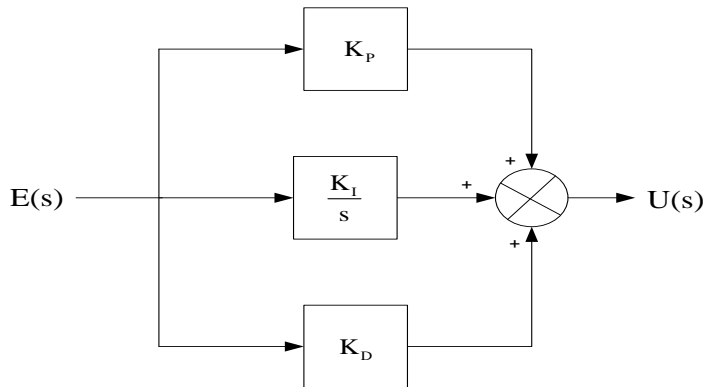 K_P
+
E(s)
K_I
s
+
U(s)
+
K_D